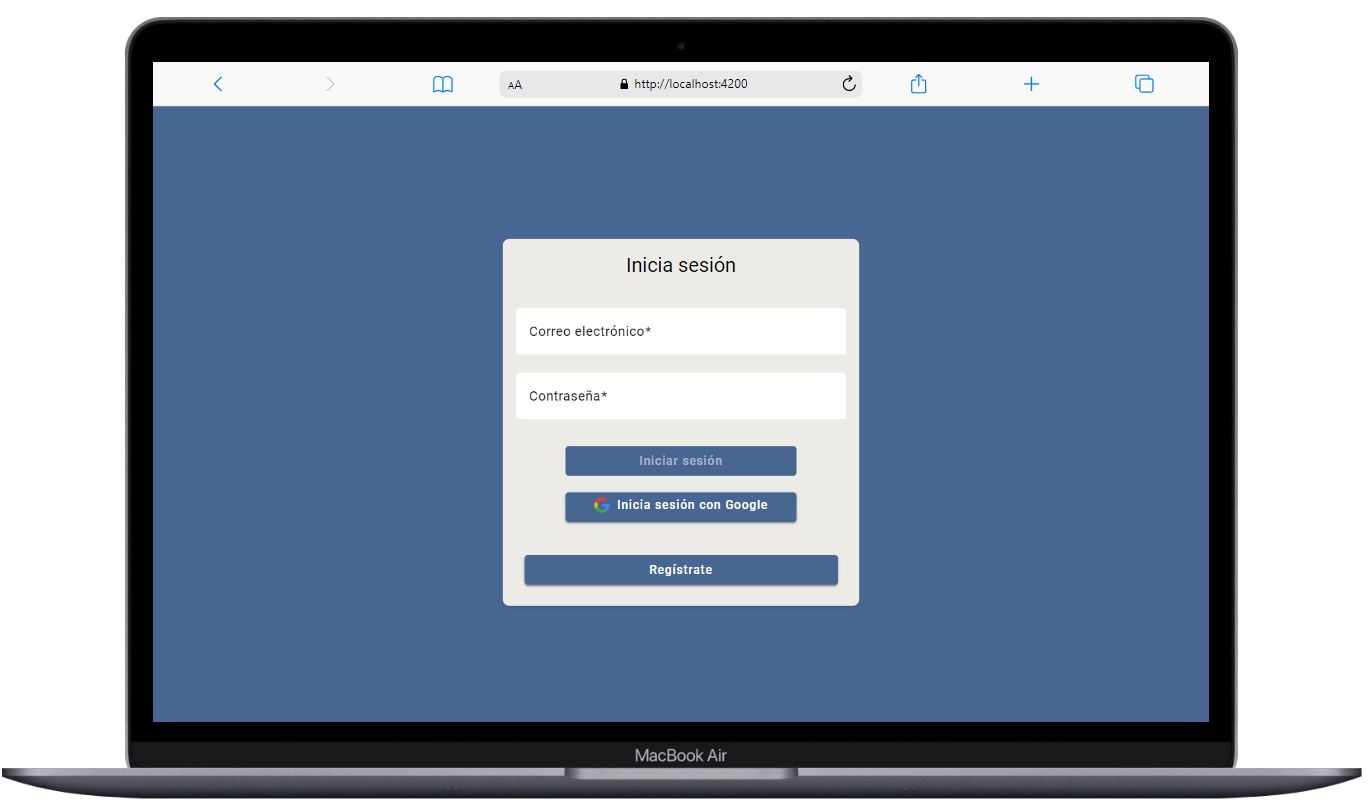 AA
http://localhost:4200
Inicia sesión
Correo electrónico*
Contraseña*
Iniciar sesión
Inicia sesión con Google
Regístrate
MacBook Air